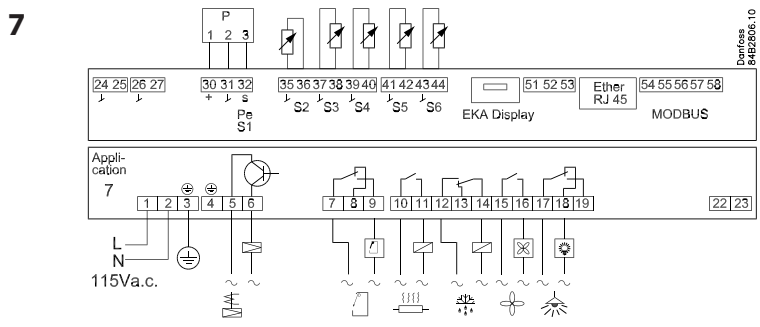 7
P
1 2 3
Danfoss
84B2806.10
24 25 26 27 30 31 32 35 36 37 38 39 40 41 42 43 44 51 52 53 54 55 56 57 58
+ s S2 S3 S4 S5 S6
Pe
S1
EKA Display
Ether
RJ 45
MODBUS
Appli-
cation
7
1 2 3 4 5 6 7 8 9 10 11 12 13 14 15 16 17 18 19 22 23
L
N
115Va.c.